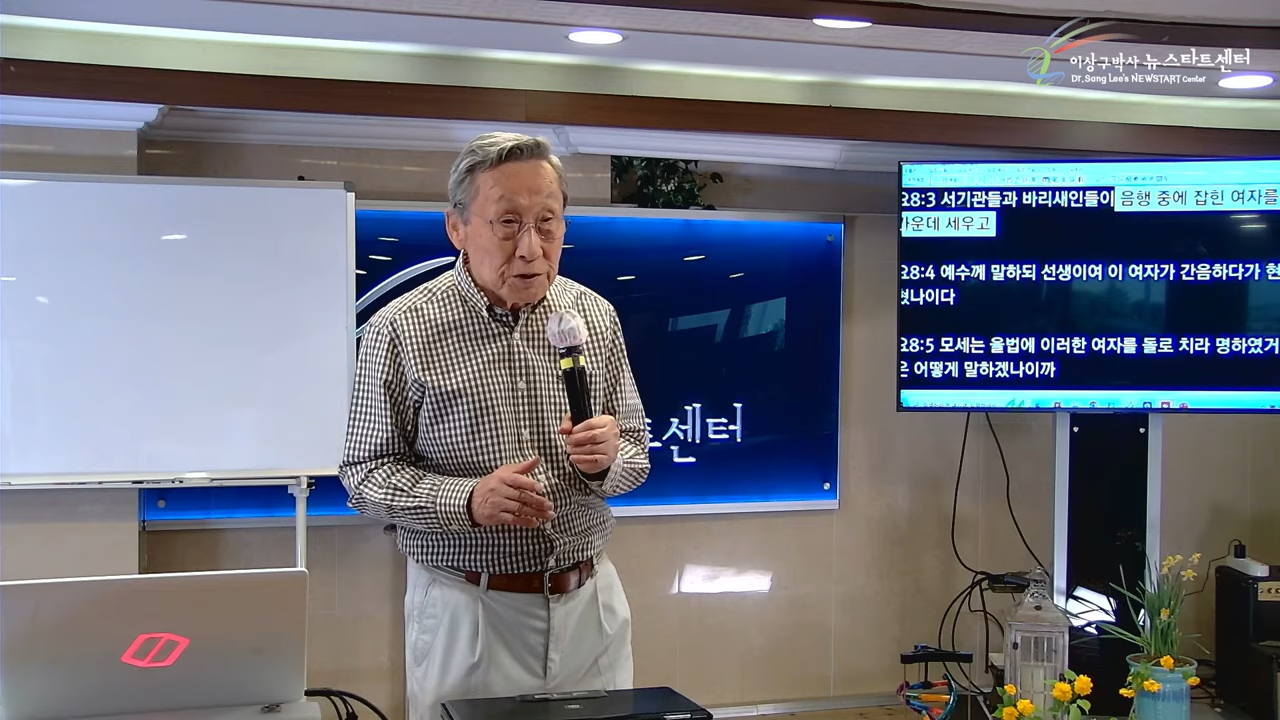 이상구박사 뉴스타트센터
Dr. Sang Lee's NEWSTART Center
8:3 서기관들과 바리새인들이 음행 중에 잡힌 여자를
가운데 세우고
8:4 예수께 말하되 선생이여 이 여자가 간음하다가 현
혔나이다
8:5 모세는 율법에 이러한 여자를 돌로 치라 명하였거
은 어떻게 말하겠나이까
센터